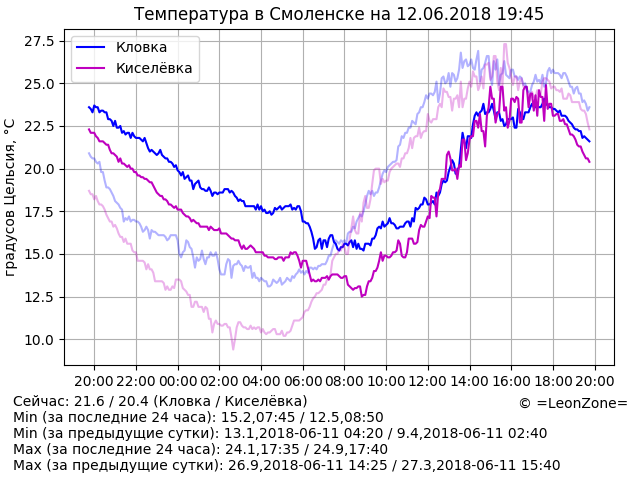 Температура в Смоленске на 12.06.2018 19:45
Кловка
Киселёвка
градусов Цельсия, °C
27.5
25.0
22.5
20.0
17.5
15.0
12.5
10.0
20:00 22:00 00:00 02:00 04:00 06:00 08:00 10:00 12:00 14:00 16:00 18:00 20:00
Сейчас: 21.6 / 20.4 (Кловка / Киселёвка)
© =LeonZone=
Min (за последние 24 часа): 15.2,07:45 / 12.5,08:50
Min (за предыдущие сутки): 13.1,2018-06-11 04:20 / 9.4,2018-06-11 02:40
Max (за последние 24 часа): 24.1,17:35 / 24.9,17:40
Max (за предыдущие сутки): 26.9,2018-06-11 14:25 / 27.3,2018-06-11 15:40